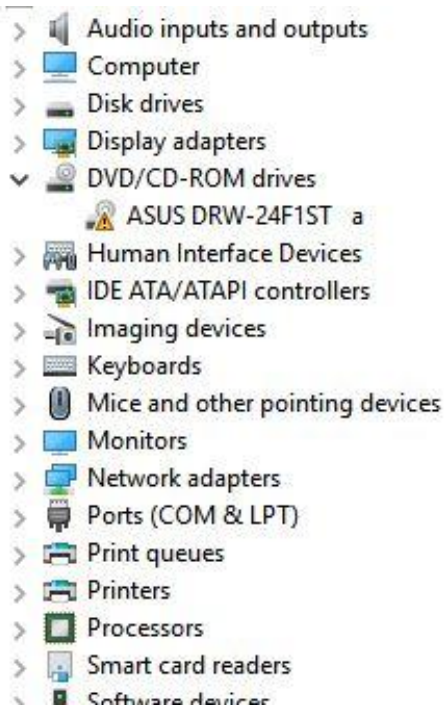 Audio inputs and outputs
Computer
Disk drives
Display adapters
DVD/CD-ROM drives
ASUS DRW-24F1ST   a
Human Interface Devices
IDE ATA/ATAPI controllers
Imaging devices
Keyboards
Mice and other pointing devices
Monitors
Network adapters
Ports (COM & LPT)
Print queues
Printers
Processors
Smart card readers
Software devices